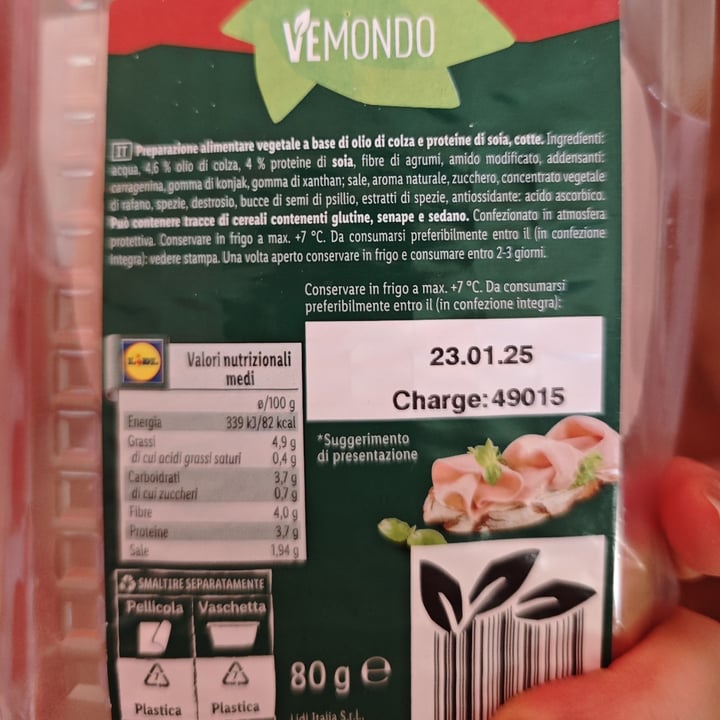 VEMONDO
IT Preparazione alimentare vegetale a base di olio di colza e proteine di soia, cotte. Ingredienti:
acqua, 4,6 % olio di colza, 4 % proteine di soia, fibre di agrumi, amido modificato, addensanti:
carragenina, gomma di konjak, gomma di xanthan; sale, aroma naturale, zucchero, concentrato vegetale
di rafano, spezie, destrosio, bucce di semi di psillio, estratti di spezie, antiossidante: acido ascorbico.
Può contenere tracce di cereali contenenti glutine, senape e sedano. Confezionato in atmosfera
protettiva. Conservare in frigo a max. +7 °C. Da consumarsi preferibilmente entro il (in confezione
integra): vedere stampa. Una volta aperto conservare in frigo e consumare entro 2-3 giorni.
Conservare in frigo a max. +7 °C. Da consumarsi
preferibilmente entro il (in confezione integra):
23.01.25
Charge: 49015
LIDL
Valori nutrizionali
medi
ø/100 g
Energia 339 kJ/82 kcal
Grassi 4,9 g
di cui acidi grassi saturi 0,4 g
Carboidrati 3,7 g
di cui zuccheri 0,7 g
Fibre 4,0 g
Proteine 3,7 g
Sale 1,94 g
*Suggerimento
di presentazione
SMALTIRE SEPARATAMENTE
Pellicola Vaschetta
7 7
Plastica Plastica
80 g e
Lidl Italia S.r.l.